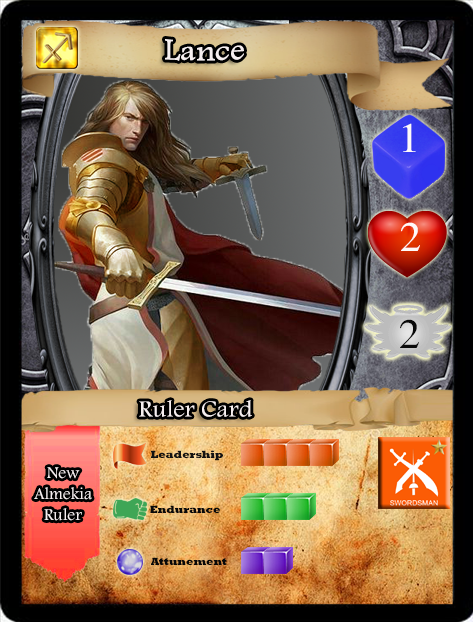 Lance
1
2
2
Ruler Card
New
Almekia
Ruler
Leadership
Endurance
Attunement
SWORDSMAN